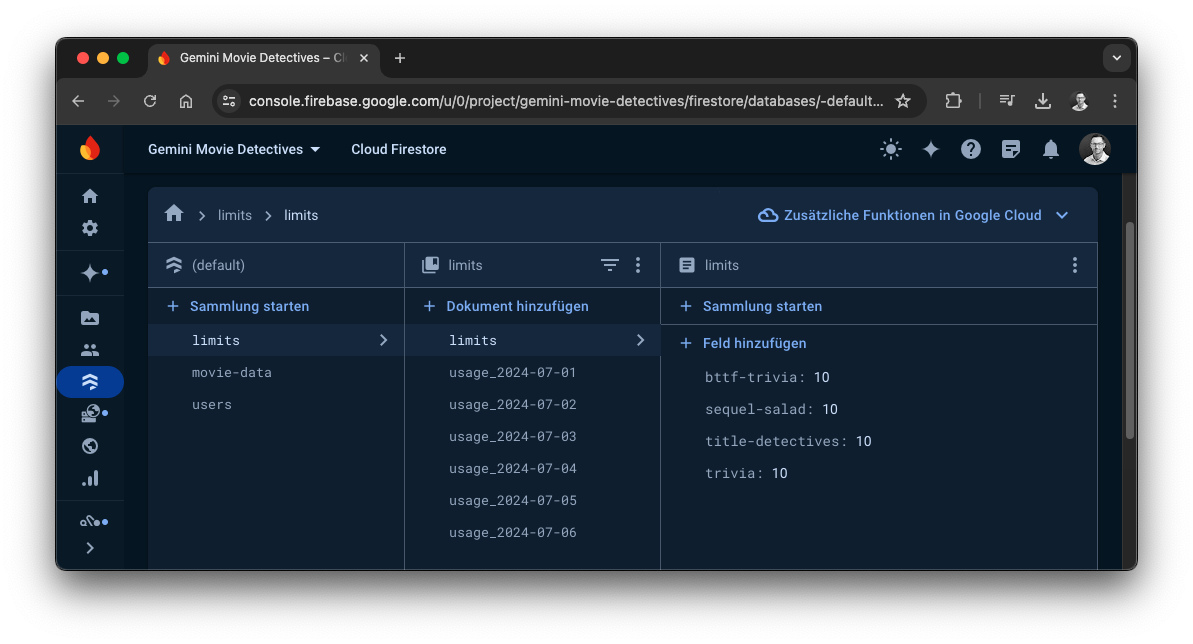 Gemini Movie Detectives – Cl
console.firebase.google.com/u/0/project/gemini-movie-detectives/firestore/databases/-default...
Gemini Movie Detectives
Cloud Firestore
limits
limits
Zusätzliche Funktionen in Google Cloud
(default)
Sammlung starten
limits
movie-data
users
limits
Dokument hinzufügen
limits
usage_2024-07-01
usage_2024-07-02
usage_2024-07-03
usage_2024-07-04
usage_2024-07-05
usage_2024-07-06
limits
Sammlung starten
Feld hinzufügen
bttf-trivia: 10
sequel-salad: 10
title-detectives: 10
trivia: 10